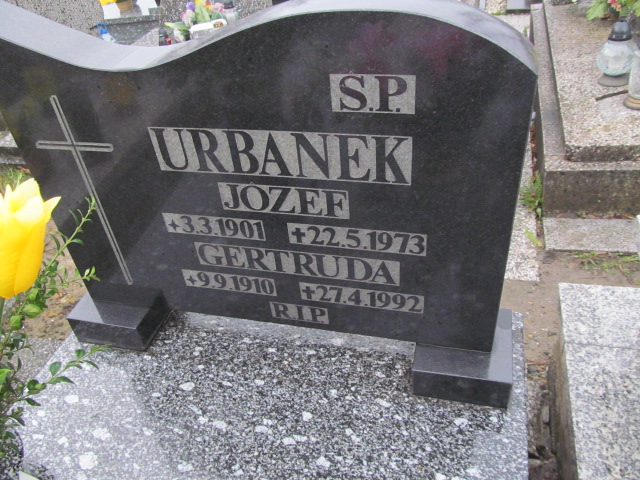 S.P.
URBANEK
JÓZEF
*3.3.1901 +22.5.1973
GERTRUDA
*9.9.1910 +27.4.1992
R.I.P